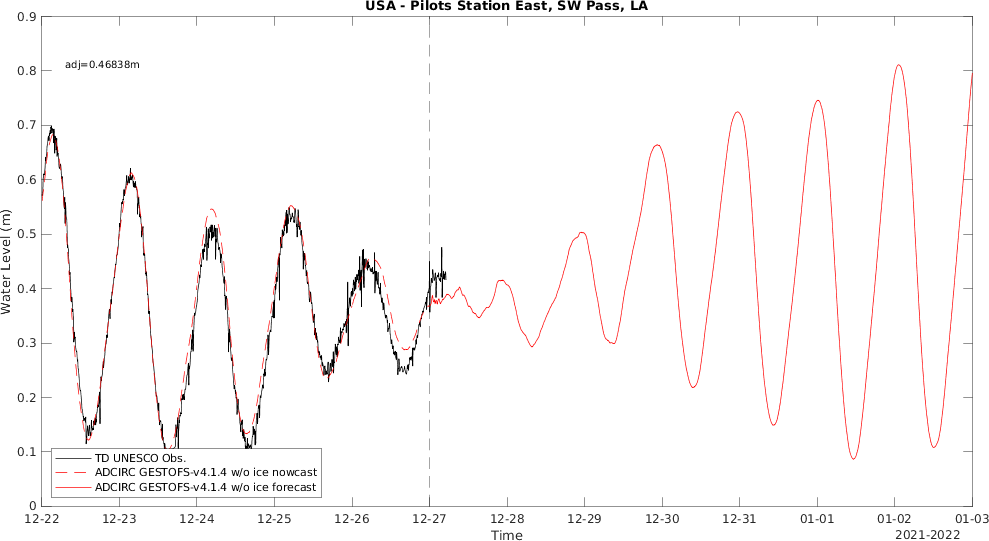 USA - Pilots Station East, SW Pass, LA
adj=0.46838m
Water Level (m)
0.9
0.8
0.7
0.6
0.5
0.4
0.3
0.2
0.1
0
TD UNESCO Obs.
ADCIRC GESTOFS-v4.1.4 w/o ice nowcast
ADCIRC GESTOFS-v4.1.4 w/o ice forecast
12-22 12-23 12-24 12-25 12-26 12-27 12-28 12-29 12-30 12-31 01-01 01-02 01-03
Time
2021-2022